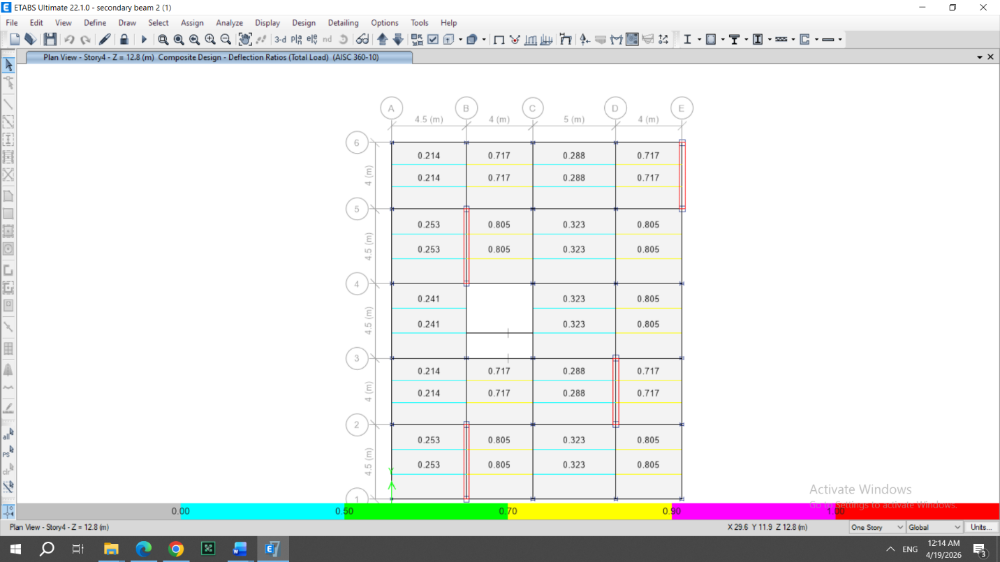 ETABS Ultimate 22.1.0 - secondary beam 2 (1)
File Edit View Define Draw Select Assign Analyze Display Design Detailing Options Tools Help
3-d nd
Plan View - Story4 - Z = 12.8 (m) Composite Design - Deflection Ratios (Total Load) (AISC 360-10)
A B C D E
4.5 (m) 4 (m) 5 (m) 4 (m)
6
0.214 0.717 0.288 0.717
4 (m)
0.214 0.717 0.288 0.717
5
0.253 0.805 0.323 0.805
4.5 (m)
0.253 0.805 0.323 0.805
4
0.241 0.323 0.805
4.5 (m)
0.241 0.323 0.805
3
0.214 0.717 0.288 0.717
4 (m)
0.214 0.717 0.288 0.717
2
0.253 0.805 0.323 0.805
4.5 (m)
0.253 0.805 0.323 0.805
1
all
PS
clr
Y
Activate Windows
Go to Settings to activate Windows.
0.00 0.50 0.70 0.90 1.00
Plan View - Story4 - Z = 12.8 (m) X 29.6 Y 11.9 Z 12.8 (m) One Story Global Units...
ENG
12:14 AM
4/19/2026
3